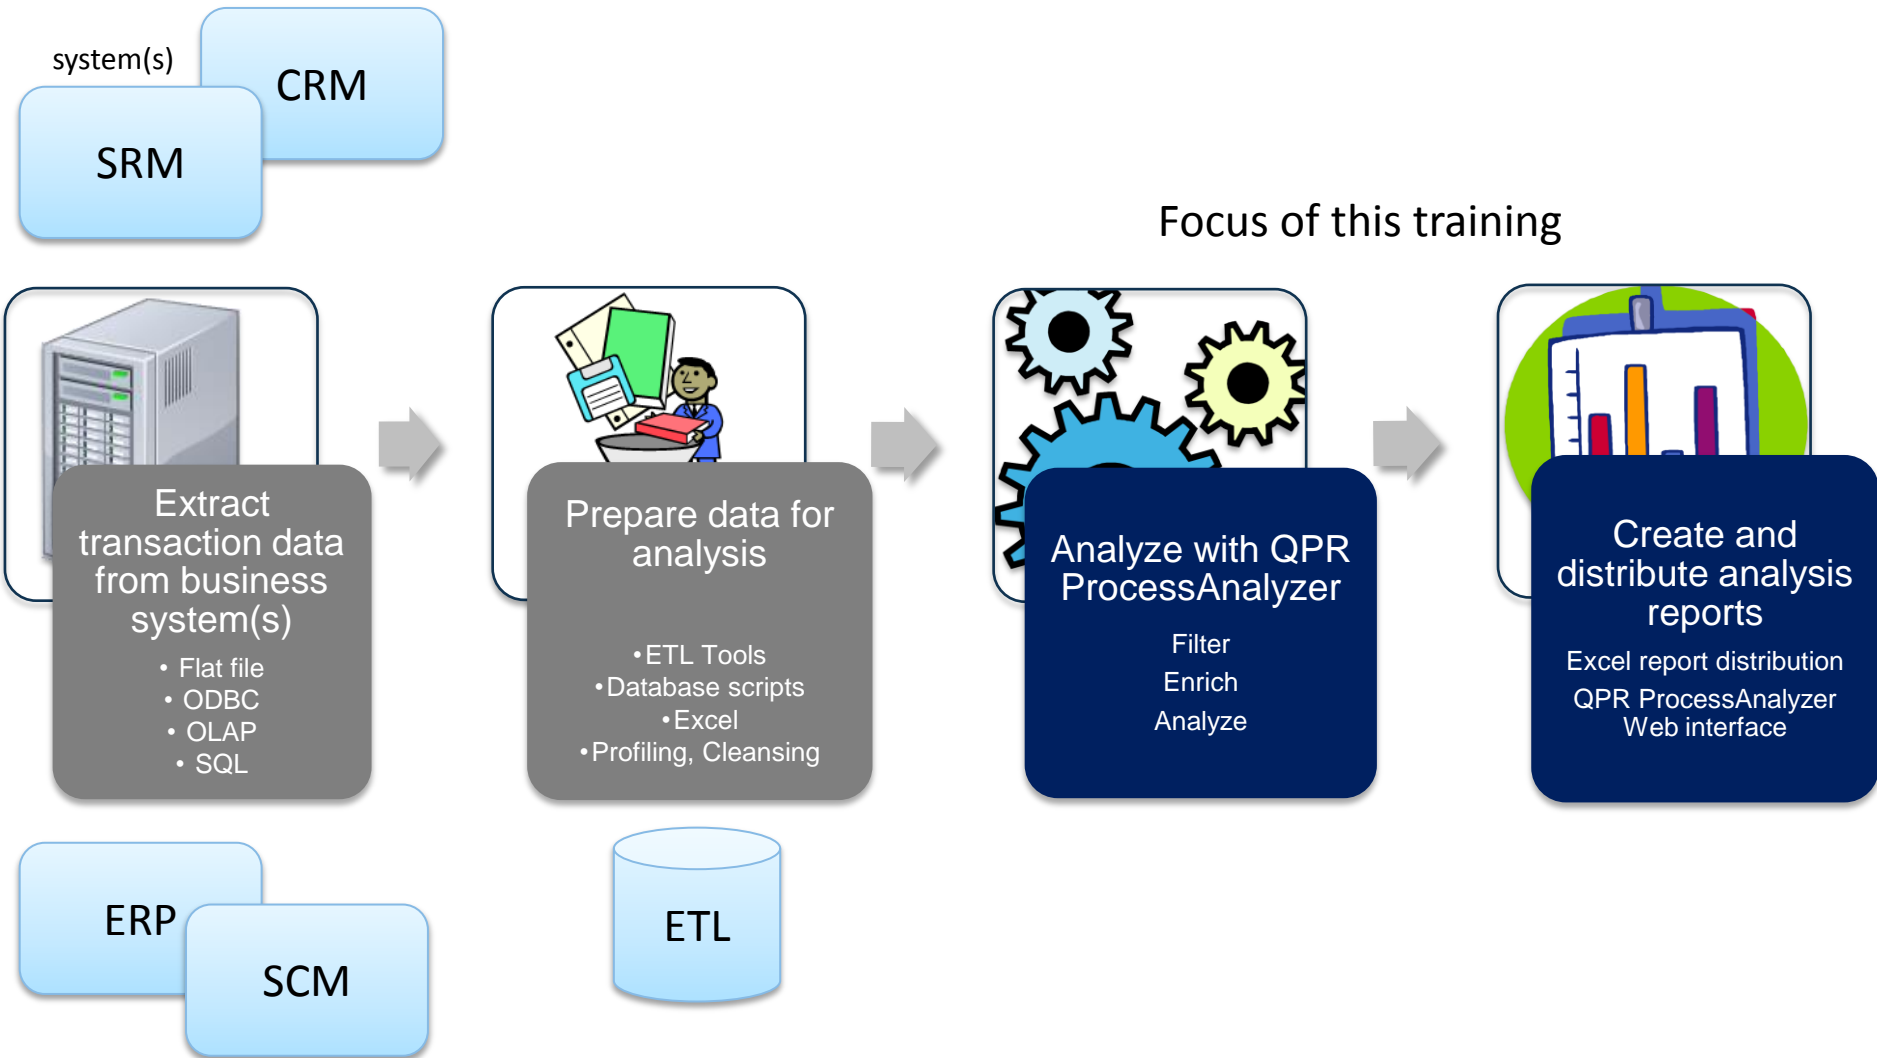 system(s)
CRM
SRM
Focus of this training
Extract
transaction data
from business
system(s)
• Flat file
• ODBC
• OLAP
• SQL
Prepare data for
analysis
•ETL Tools
•Database scripts
•Excel
•Profiling, Cleansing
Analyze with QPR
ProcessAnalyzer
Filter
Enrich
Analyze
Create and
distribute analysis
reports
Excel report distribution
QPR ProcessAnalyzer
Web interface
ERP
SCM
ETL